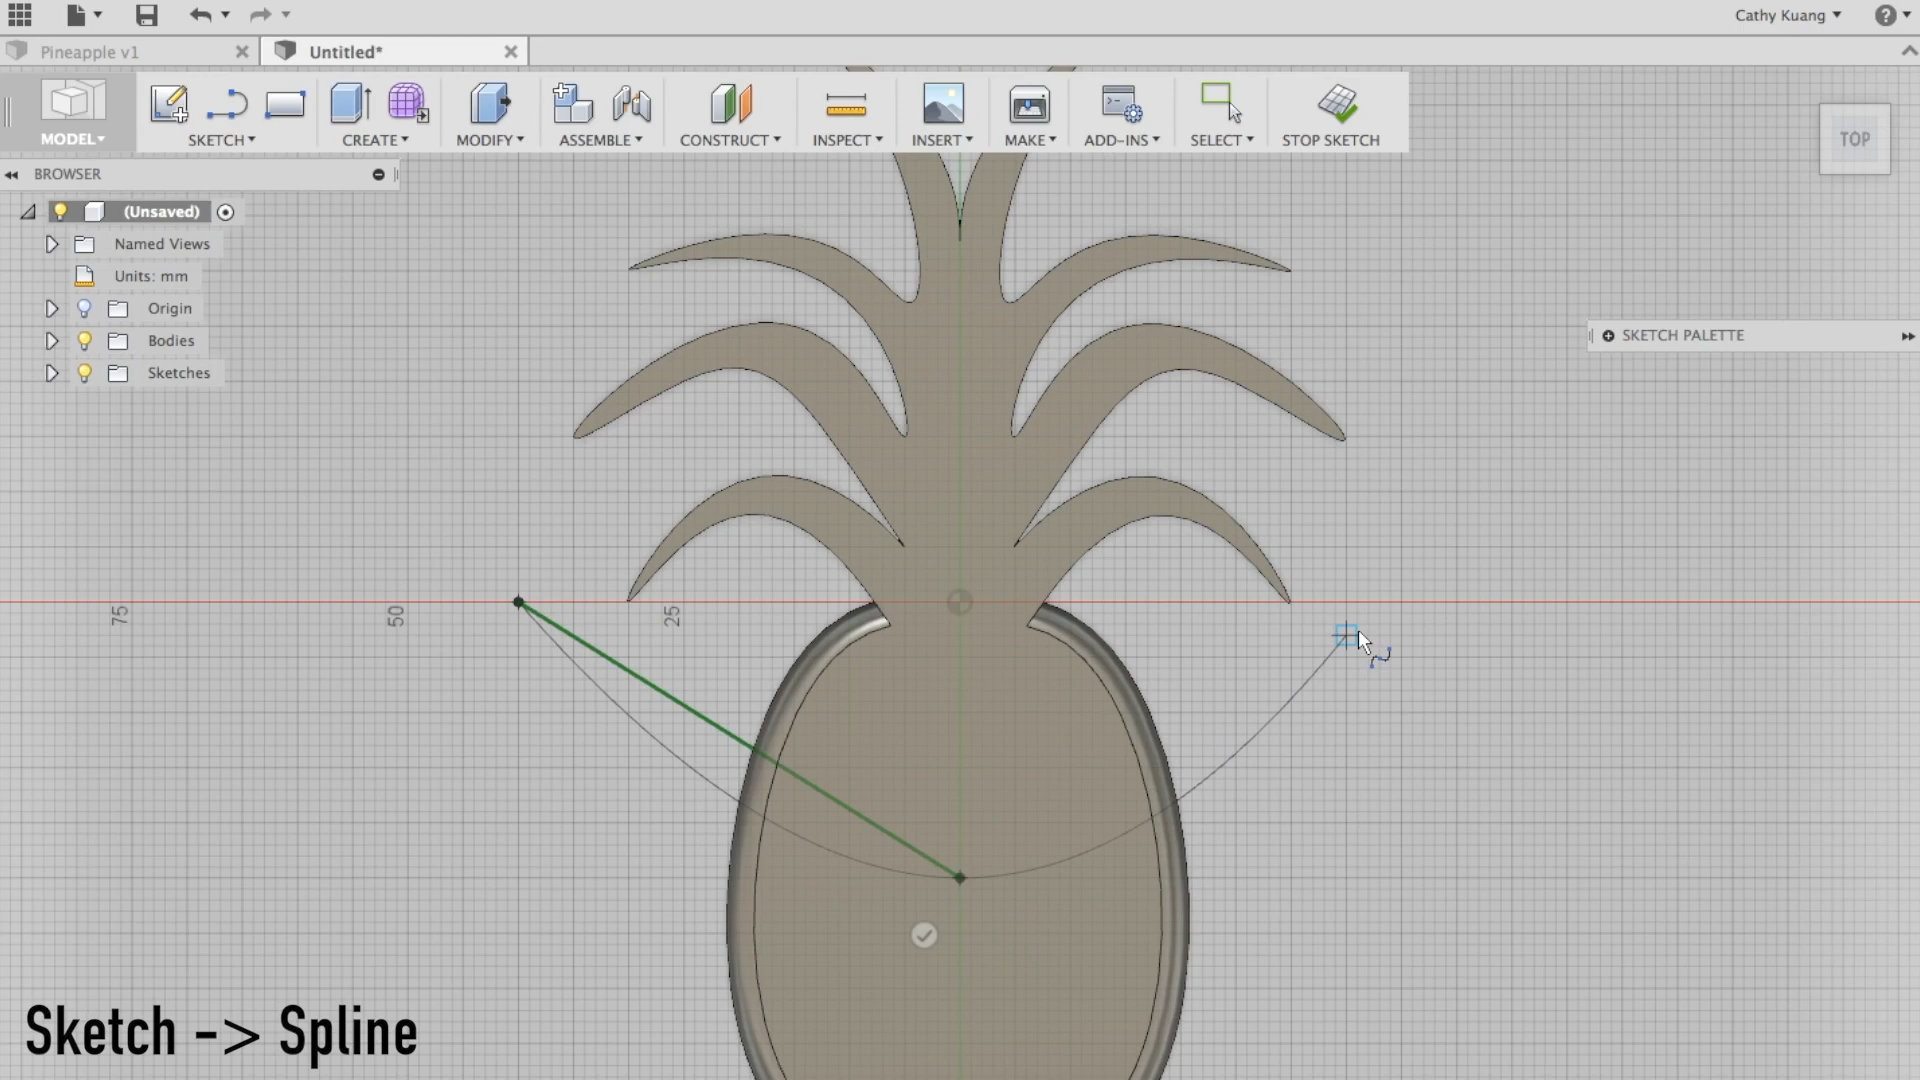 Cathy Kuang
Pineapple v1
Untitled*
MODEL
SKETCH
CREATE
MODIFY
ASSEMBLE
CONSTRUCT
INSPECT
INSERT
MAKE
ADD-INS
SELECT
STOP SKETCH
TOP
BROWSER
(Unsaved)
Named Views
Units: mm
Origin
Bodies
Sketches
SKETCH PALETTE
75
50
25
Sketch -> Spline